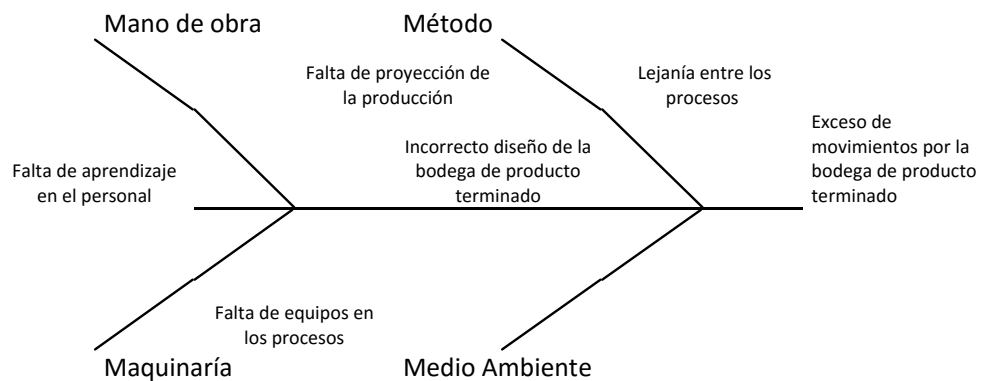 Mano de obra
Método
Falta de proyección de
la producción
Lejanía entre los
procesos
Exceso de
movimientos por la
bodega de producto
terminado
Incorrecto diseño de la
bodega de producto
terminado
Falta de aprendizaje
en el personal
Falta de equipos en
los procesos
Maquinaría
Medio Ambiente